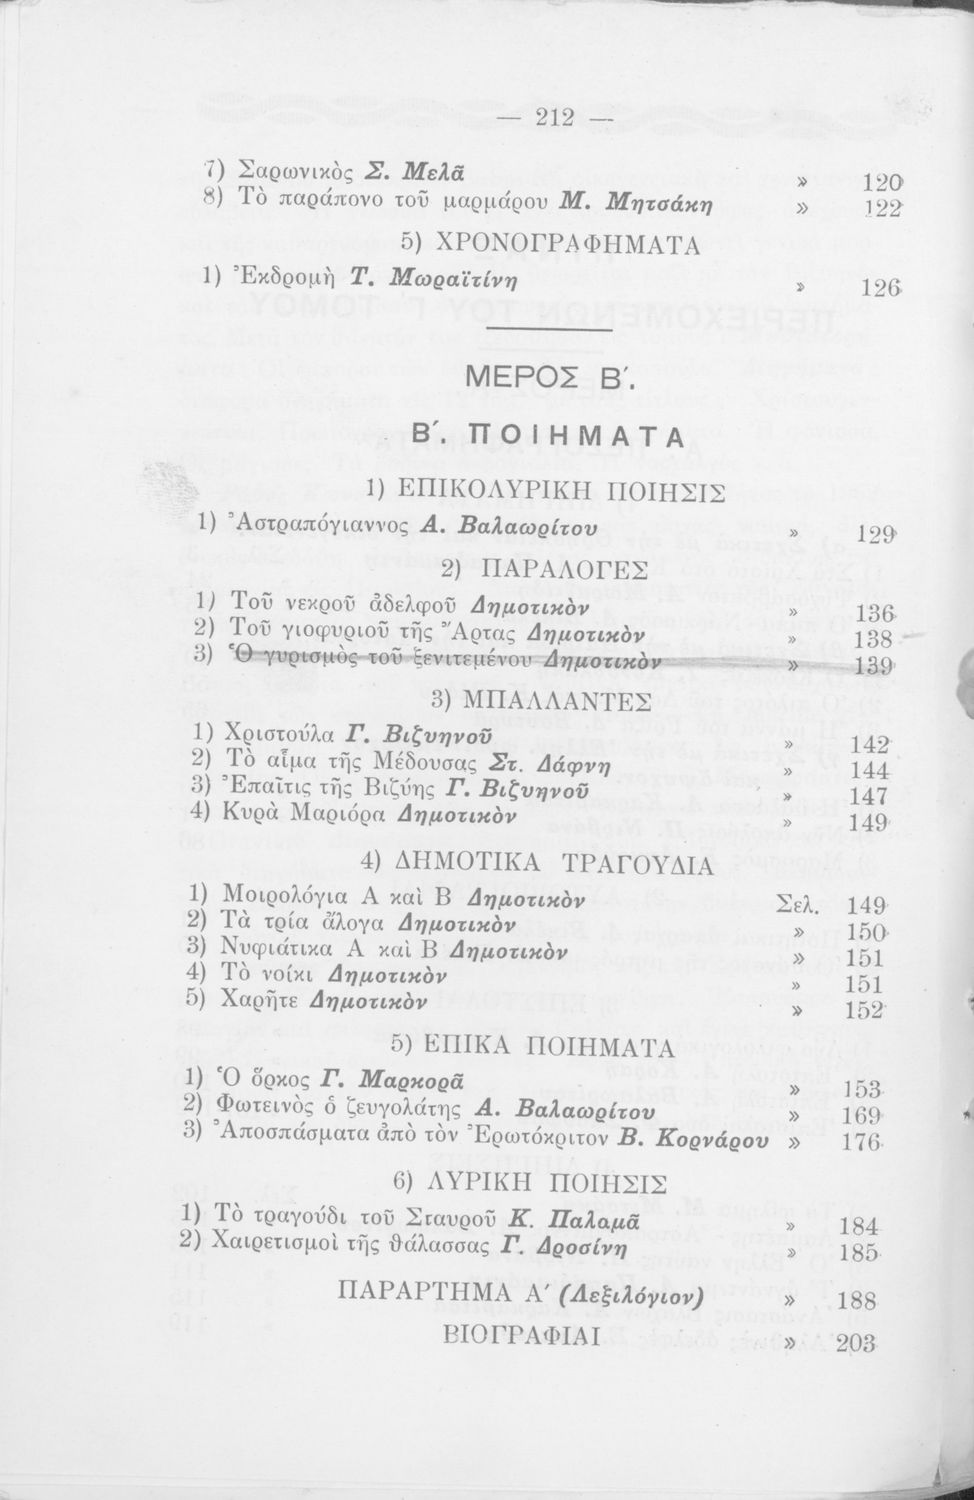 — 212 —
7) Σαρωνικὸς Σ. Μελᾶ » 120
8) Τὸ παράπονο τοῦ μαρμάρου Μ. Μητσάκη » 122
5) ΧΡΟΝΟΓΡΑΦΗΜΑΤΑ
1) Ἐκδρομὴ Τ. Μωραϊτίνη » 126
ΜΕΡΟΣ Β΄.
Β΄. ΠΟΙΗΜΑΤΑ
1) ΕΠΙΚΟΛΥΡΙΚΗ ΠΟΙΗΣΙΣ
1) Ἀστραπόγιαννος Α. Βαλαωρίτου » 129
2) ΠΑΡΑΛΟΓΕΣ
1) Τοῦ νεκροῦ ἀδελφοῦ Δημοτικὸν » 136
2) Τοῦ γιοφυριοῦ τῆς Ἄρτας Δημοτικὸν » 138
3) Ὁ γυρισμὸς τοῦ ξενιτεμένου Δημοτικὸν » 139
3) ΜΠΑΛΛΑΝΤΕΣ
1) Χριστούλα Γ. Βιζυηνοῦ » 142
2) Τὸ αἷμα τῆς Μέδουσας Στ. Δάφνη » 144
3) Ἐπαῖτις τῆς Βιζύης Γ. Βιζυηνοῦ » 147
4) Κυρὰ Μαριόρα Δημοτικὸν » 149
4) ΔΗΜΟΤΙΚΑ ΤΡΑΓΟΥΔΙΑ
1) Μοιρολόγια Α καὶ Β Δημοτικὸν Σελ. 149
2) Τὰ τρία ἄλογα Δημοτικὸν » 150
3) Νυφιάτικα Α καὶ Β Δημοτικὸν » 151
4) Τὸ νοίκι Δημοτικὸν » 151
5) Χαρῆτε Δημοτικὸν » 152
5) ΕΠΙΚΑ ΠΟΙΗΜΑΤΑ
1) Ὁ ὅρκος Γ. Μαρκορᾶ » 153
2) Φωτεινὸς ὁ ζευγολάτης Α. Βαλαωρίτου » 169
3) Ἀποσπάσματα ἀπὸ τὸν Ἐρωτόκριτον Β. Κορνάρου » 176
6) ΛΥΡΙΚΗ ΠΟΙΗΣΙΣ
1) Τὸ τραγούδι τοῦ Σταυροῦ Κ. Παλαμᾶ » 184
2) Χαιρετισμοὶ τῆς θάλασσας Γ. Δροσίνη » 185
ΠΑΡΑΡΤΗΜΑ Α΄ (Λεξιλόγιον) » 188
ΒΙΟΓΡΑΦΙΑΙ » 203